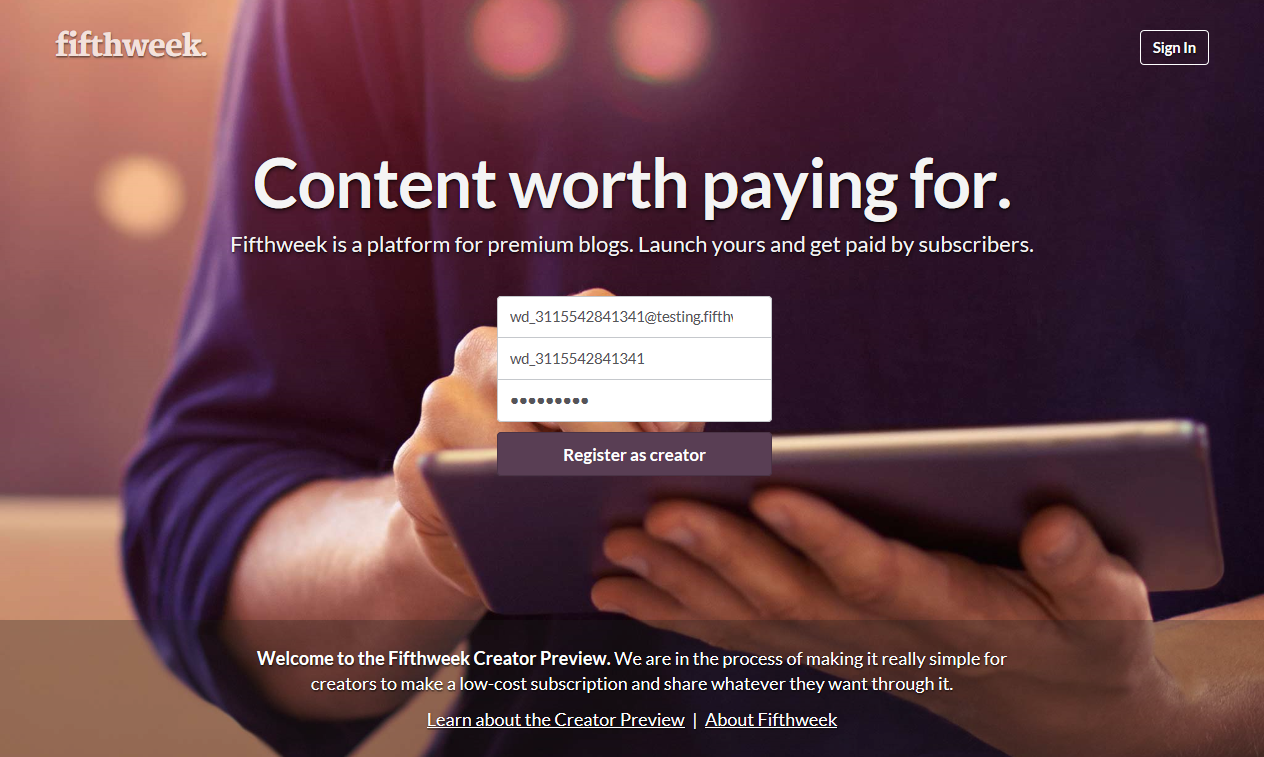 fifthweek.
Sign In
Content worth paying for.
Fifthweek is a platform for premium blogs. Launch yours and get paid by subscribers.
wd_3115542841341@testing.fifth
wd_3115542841341
•••••••••
Register as creator
Welcome to the Fifthweek Creator Preview. We are in the process of making it really simple for
creators to make a low-cost subscription and share whatever they want through it.
Learn about the Creator Preview | About Fifthweek